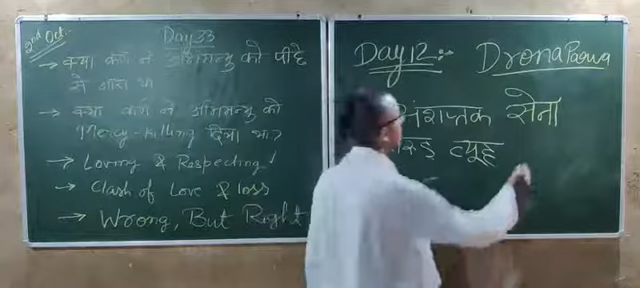 2nd Oct.
Day 33
→ क्या कर्ण ने अभिमन्यु को पीछे
से मारा था
→ क्या कर्ण ने अभिमन्यु को
Mercy-Killing दिया था?
→ Loving & Respecting!
→ Clash of Love & loss
→ Wrong, But Right
Day 12:- DronaParwa
संशप्तक सेना
व्यूह